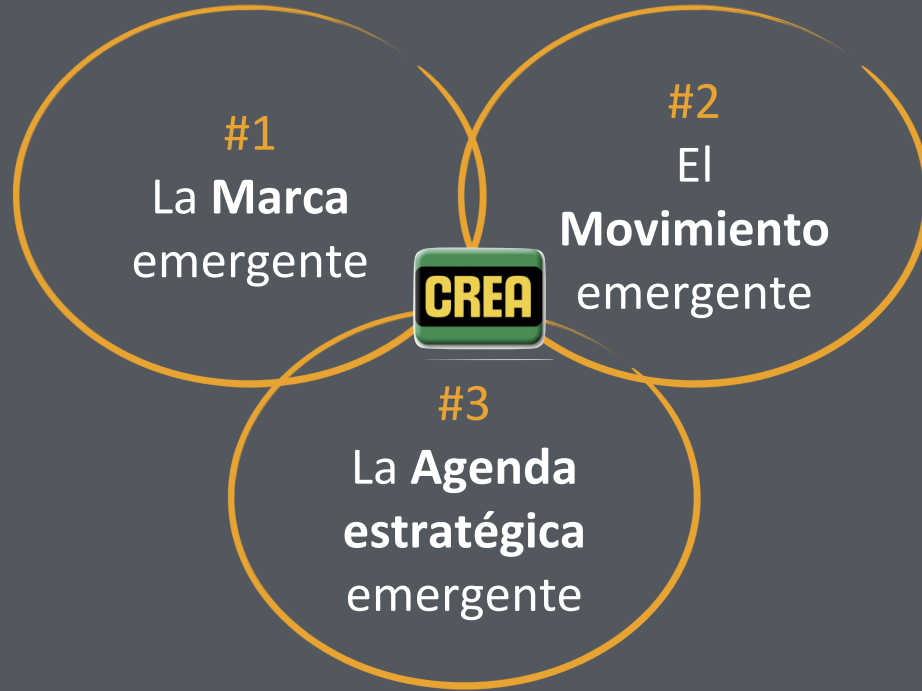 #1
La Marca
emergente
#2
El
Movimiento
emergente
CREA
#3
La Agenda
estratégica
emergente